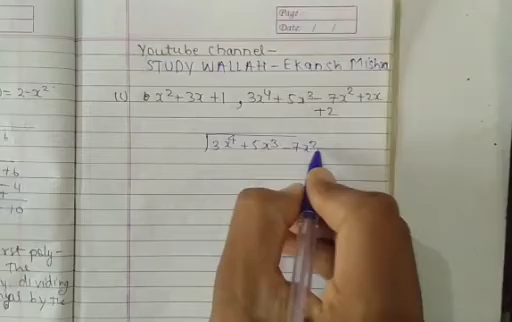 Page
Date / /
Youtube channel-
STUDY WALLAH - Ekansh Mishra
) = 2-x²
(ii) x²+3x+1, 3x⁴+5x³-7x²+2x
+2
3x⁴+5x³-7x²
+6
-4
+10
rst poly-
The
y dividing
by the